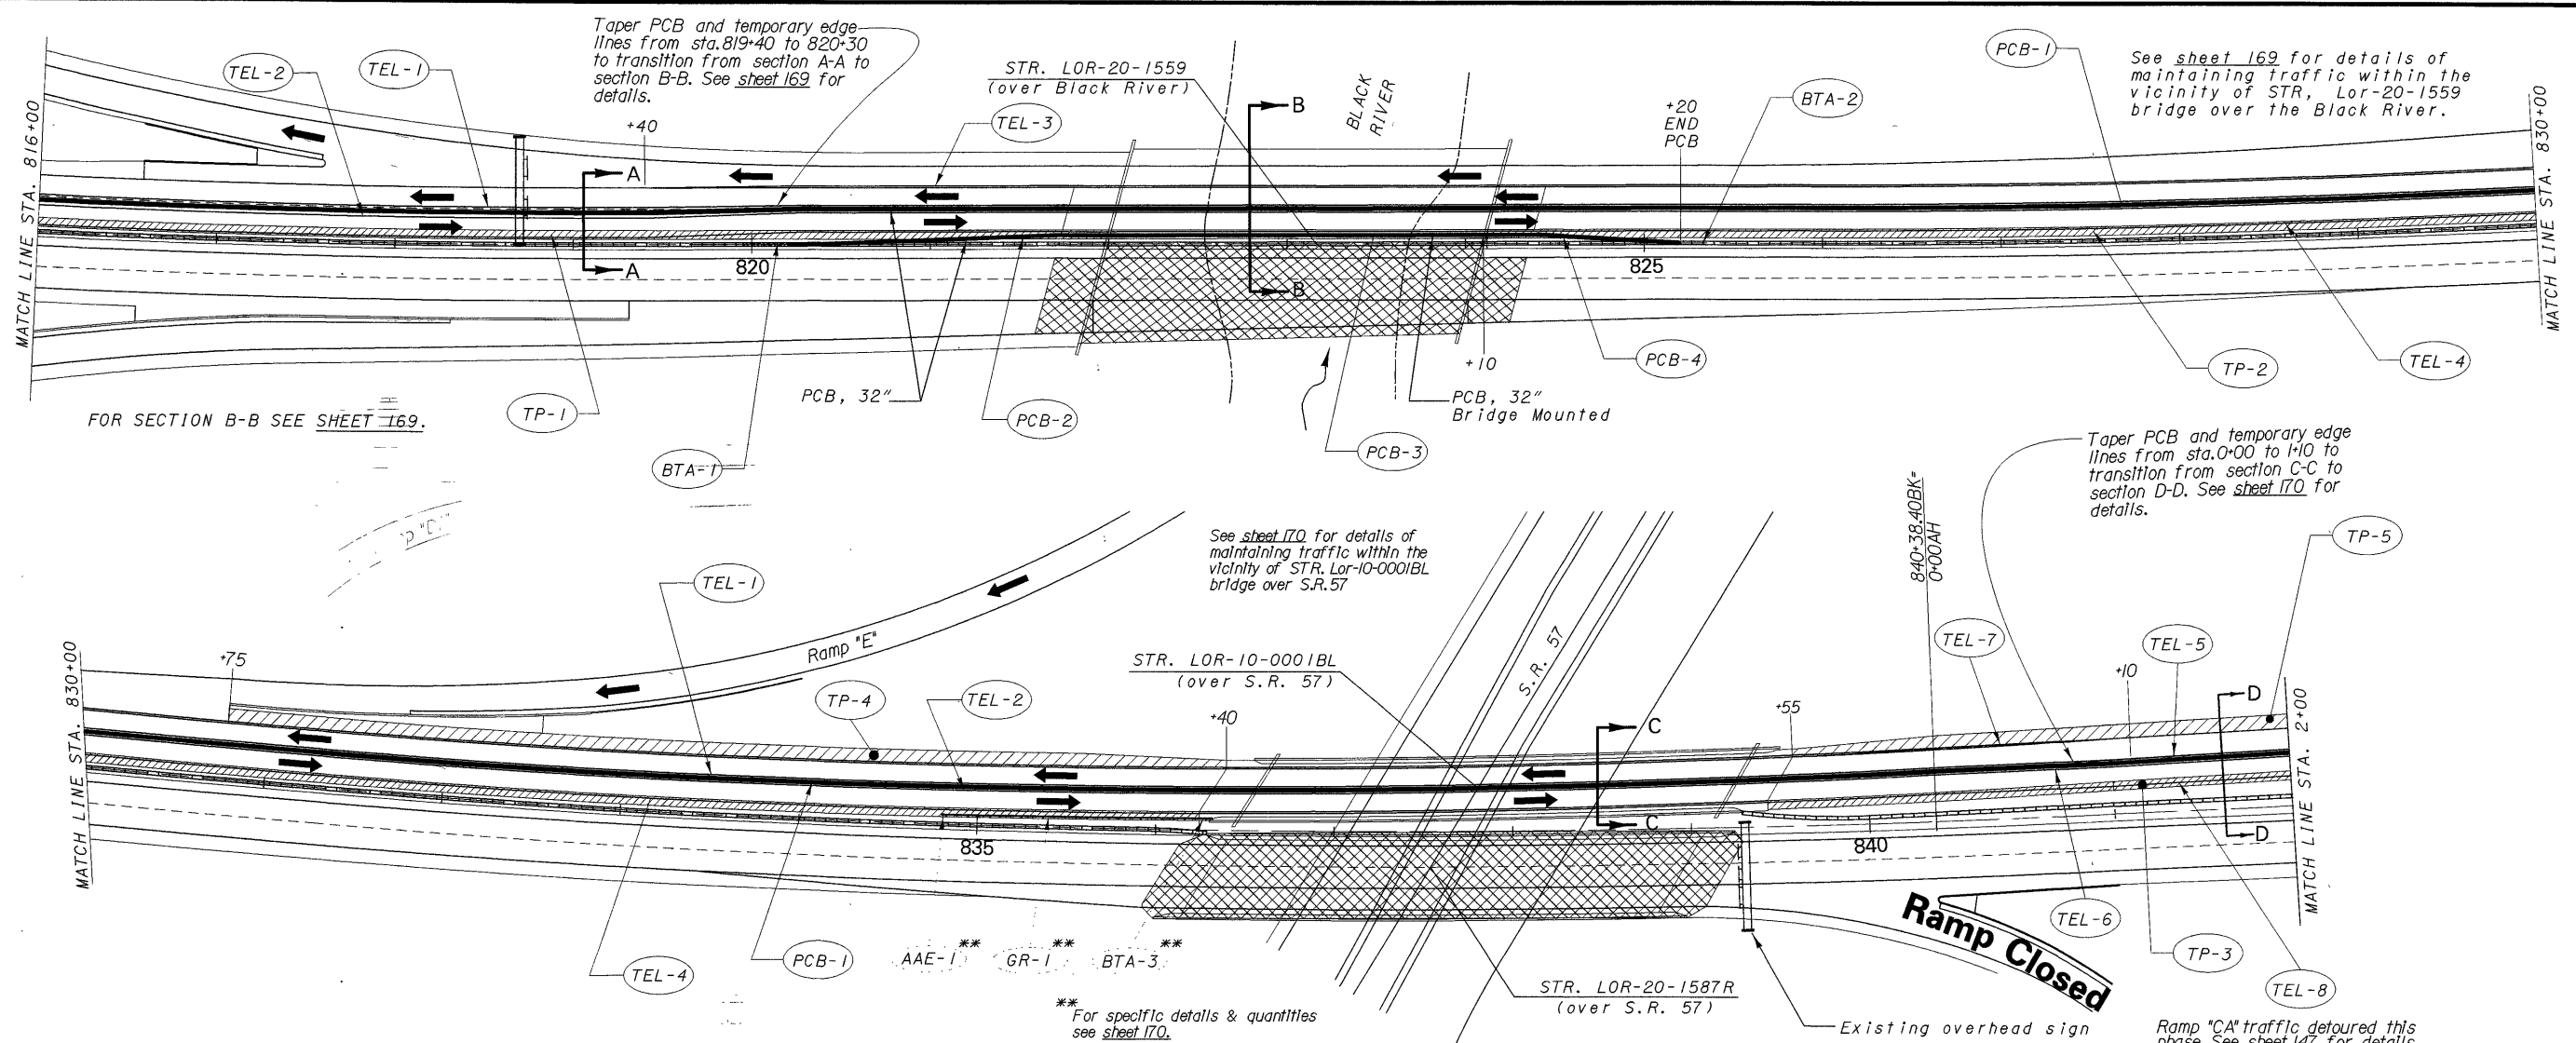 Taper PCB and temporary edge
lines from sta.819+40 to 820+30
to transition from section A-A to
section B-B. See sheet 169 for
details.
TEL-2
TEL-1
STR. LOR-20-1559
(over Black River)
TEL-3
B
BLACK
RIVER
+20
END
PCB
BTA-2
PCB-1
See sheet 169 for details of
maintaining traffic within the
vicinity of STR, Lor-20-1559
bridge over the Black River.
MATCH LINE STA. 816+00
+40
A
A
820
B
825
MATCH LINE STA. 830+00
FOR SECTION B-B SEE SHEET 169.
TP-1
BTA-1
PCB, 32"
PCB-2
PCB-3
+10
PCB, 32"
Bridge Mounted
PCB-4
TP-2
TEL-4
Taper PCB and temporary edge
lines from sta.0+00 to 1+10 to
transition from section C-C to
section D-D. See sheet 170 for
details.
840+38.40BK=
0+00AH
TP-5
See sheet 170 for details of
maintaining traffic within the
vicinity of STR. Lor-10-0001BL
bridge over S.R.57
TEL-1
Ramp "E"
MATCH LINE STA. 830+00
+75
TP-4
TEL-2
STR. LOR-10-0001BL
(over S.R. 57)
S.R. 57
+40
C
+55
TEL-7
+10
TEL-5
D
MATCH LINE STA. 2+00
835
C
840
D
TEL-4
PCB-1
AAE-1 **
GR-1 **
BTA-3 **
**
For specific details & quantities
see sheet 170.
STR. LOR-20-1587R
(over S.R. 57)
Existing overhead sign
Ramp Closed
TEL-6
TP-3
TEL-8
Ramp "CA" traffic detoured this
phase. See sheet 147 for details